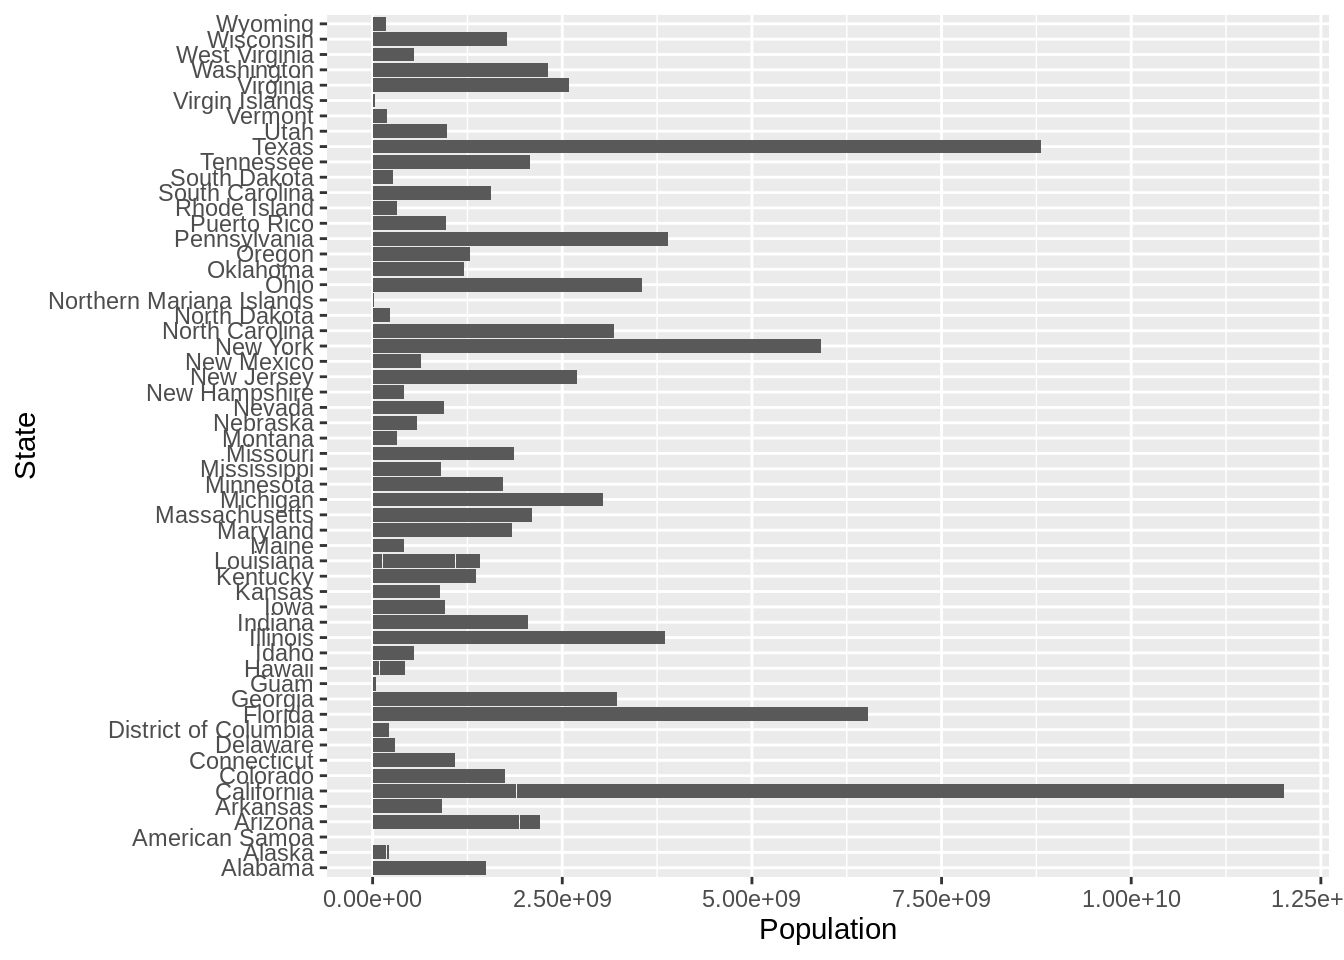 Wyoming
Wisconsin
West Virginia
Washington
Virginia
Virgin Islands
Vermont
Utah
Texas
Tennessee
South Dakota
South Carolina
Rhode Island
Puerto Rico
Pennsylvania
Oregon
Oklahoma
Ohio
Northern Mariana Islands
North Dakota
North Carolina
New York
New Mexico
New Jersey
New Hampshire
Nevada
Nebraska
Montana
Missouri
Mississippi
Minnesota
Michigan
Massachusetts
Maryland
Maine
Louisiana
Kentucky
Kansas
Iowa
Indiana
Illinois
Idaho
Hawaii
Guam
Georgia
Florida
District of Columbia
Delaware
Connecticut
Colorado
California
Arkansas
Arizona
American Samoa
Alaska
Alabama
State
0.00e+00 2.50e+09 5.00e+09 7.50e+09 1.00e+10 1.25e+
Population